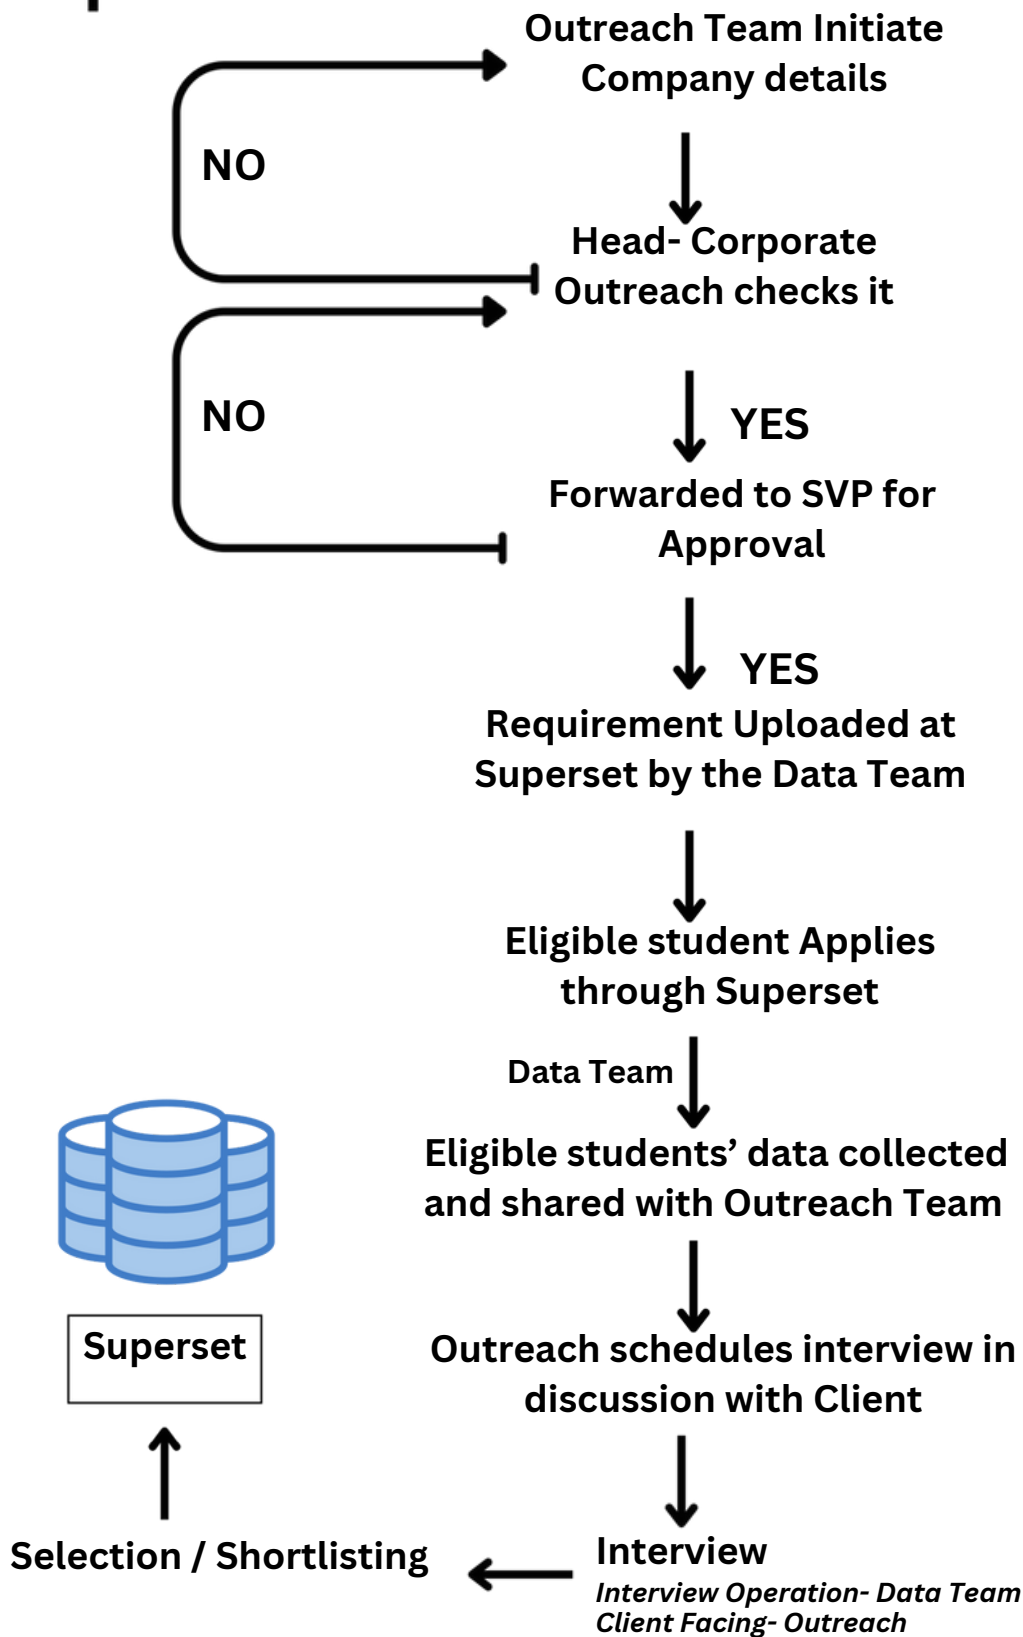 Outreach Team Initiate
Company details
NO
Head- Corporate
Outreach checks it
NO
YES
Forwarded to SVP for
Approval
YES
Requirement Uploaded at
Superset by the Data Team
Eligible student Applies
through Superset
Data Team
Eligible students’ data collected
and shared with Outreach Team
Outreach schedules interview in
discussion with Client
Interview
Interview Operation- Data Team
Client Facing- Outreach
Selection / Shortlisting
Superset